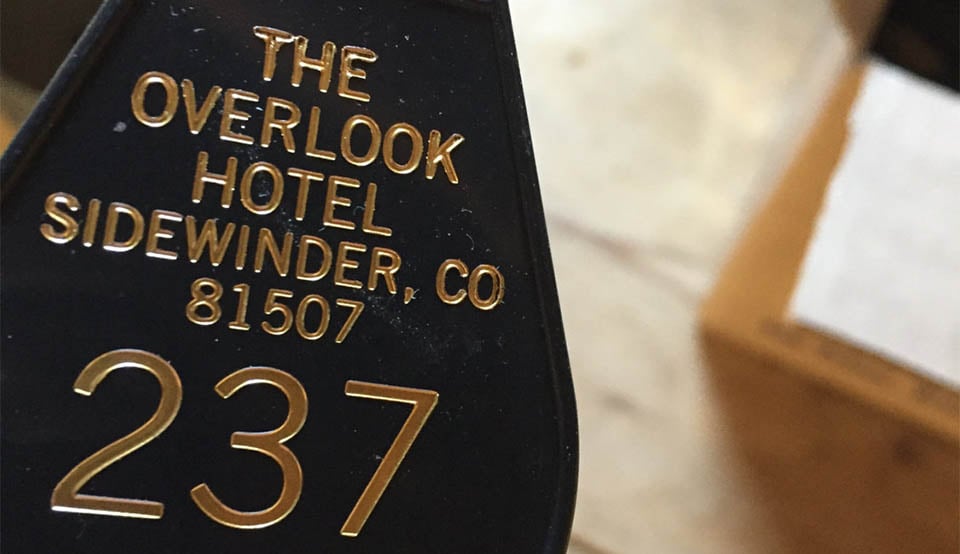 THE
OVERLOOK
HOTEL
SIDEWINDER, CO
81507
237